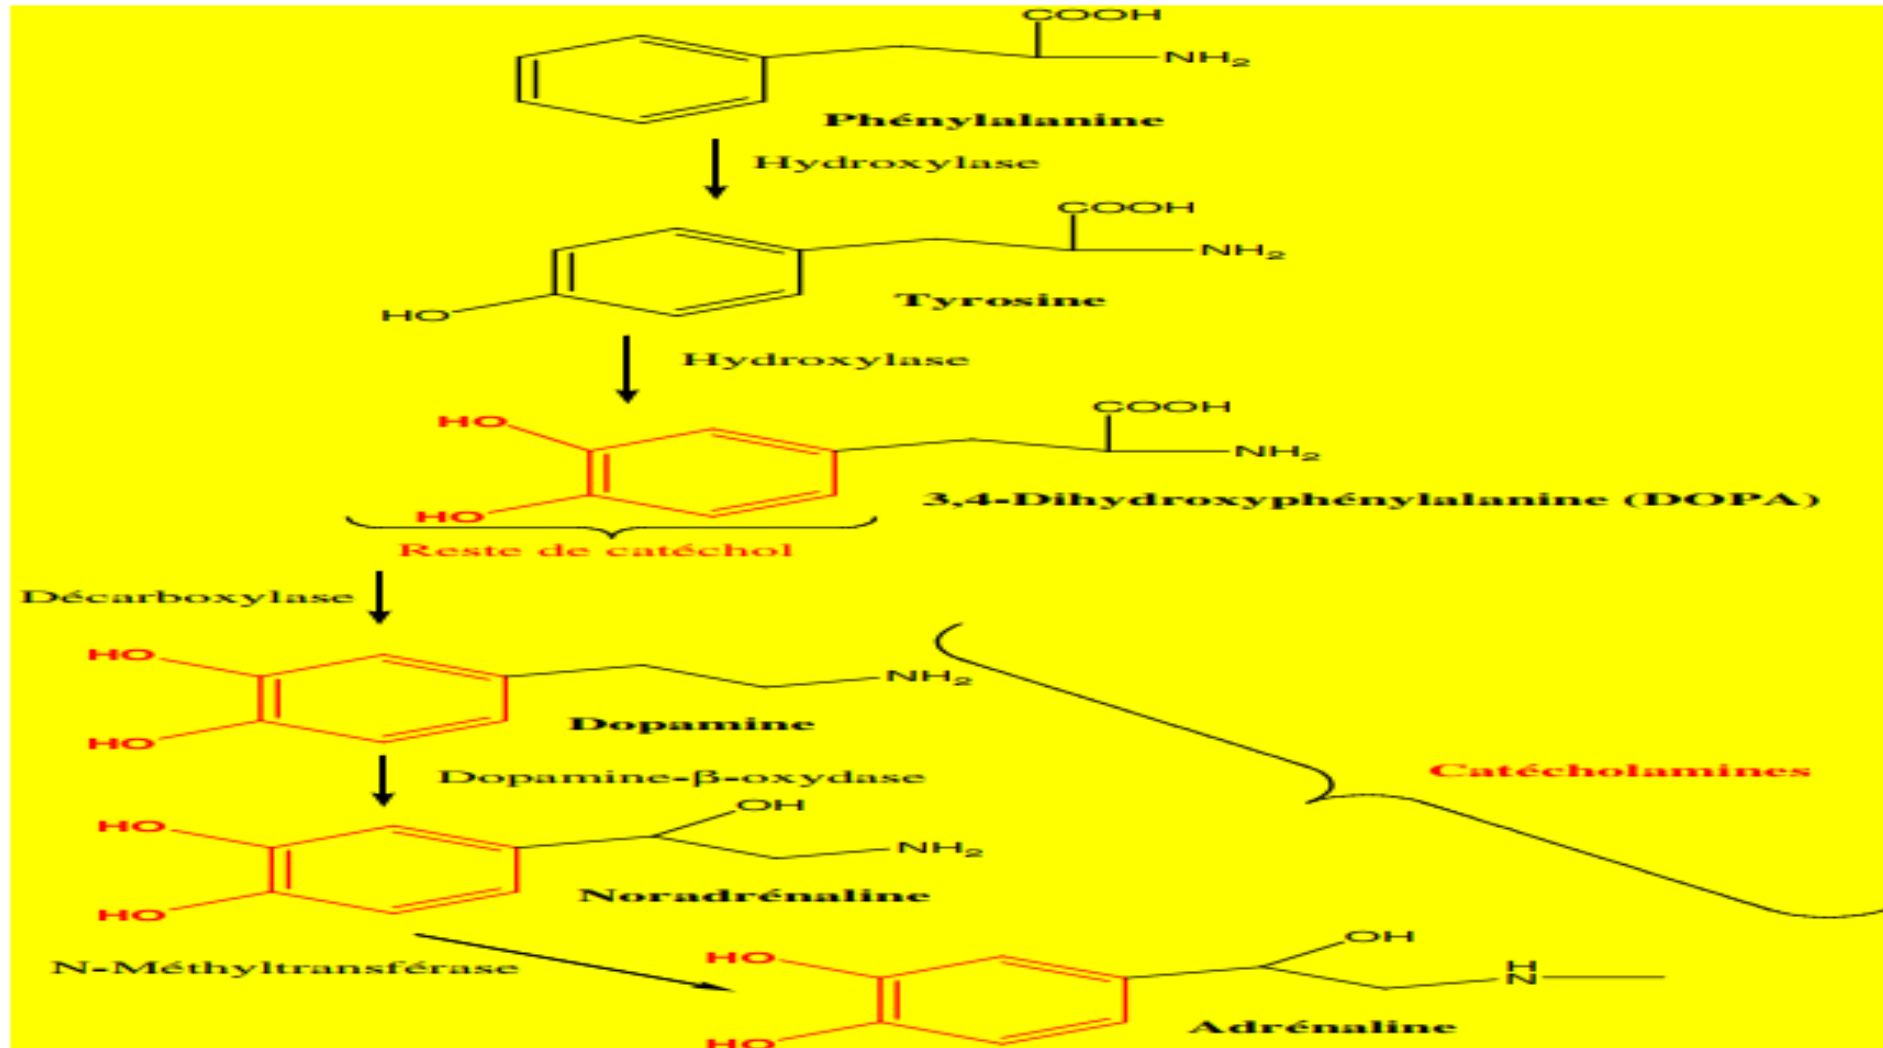 COOH
NH₂
Phénylalanine
Hydroxylase
COOH
NH₂
Tyrosine
HO
Hydroxylase
HO
COOH
NH₂
3,4-Dihydroxyphénylalanine (DOPA)
HO
Reste de catéchol
Décarboxylase
HO
NH₂
Dopamine
HO
Dopamine-β-oxydase
Catécholamines
OH
HO
NH₂
Noradrénaline
HO
N-Méthyltransférase
OH
HO
H
N
Adrénaline
HO